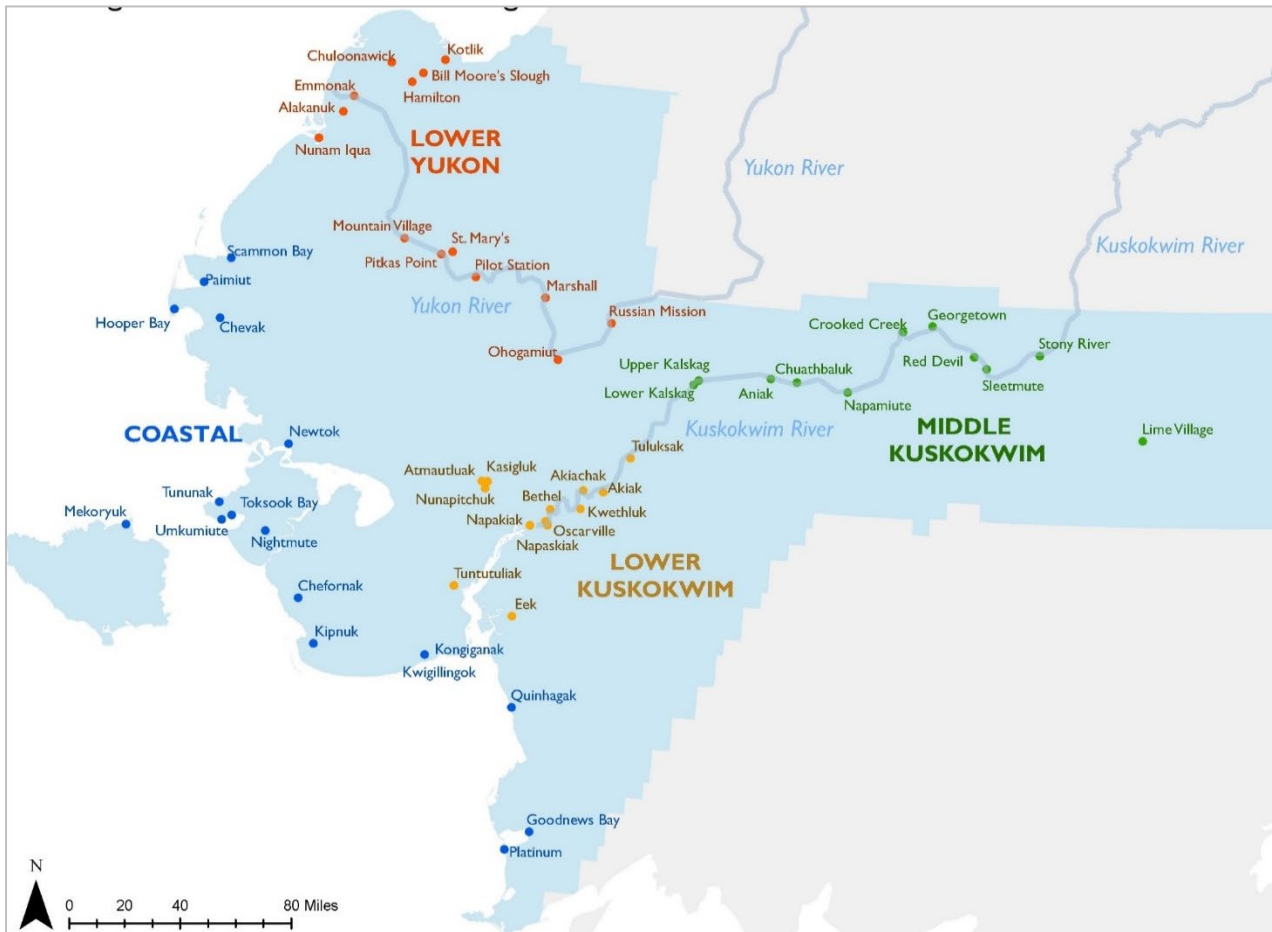 Kotlik
Chuloonawick
Bill Moore's Slough
Emmonak
Hamilton
Alakanuk
LOWER
YUKON
Nunam Iqua
Yukon River
Mountain Village
St. Mary's
Kuskokwim River
Scammon Bay
Pitkas Point
Pilot Station
Paimiut
Marshall
Yukon River
Hooper Bay
Chevak
Russian Mission
Georgetown
Crooked Creek
Ohogamiut
Upper Kalskag
Chuathbaluk
Red Devil
Stony River
Lower Kalskag
Aniak
Sleetmute
Napamiute
COASTAL
Newtok
Kuskokwim River
MIDDLE
KUSKOKWIM
Lime Village
Tuluksak
Atmautluak
Kasigluk
Akiachak
Tununak
Toksook Bay
Nunapitchuk
Bethel
Akiak
Mekoryuk
Umkumiute
Napakiak
Kwethluk
Oscarville
Nightmute
Napaskiak
LOWER
KUSKOKWIM
Tuntutuliak
Chefornak
Eek
Kipnuk
Kongiganak
Kwigillingok
Quinhagak
Goodnews Bay
Platinum
N
0 20 40 80 Miles